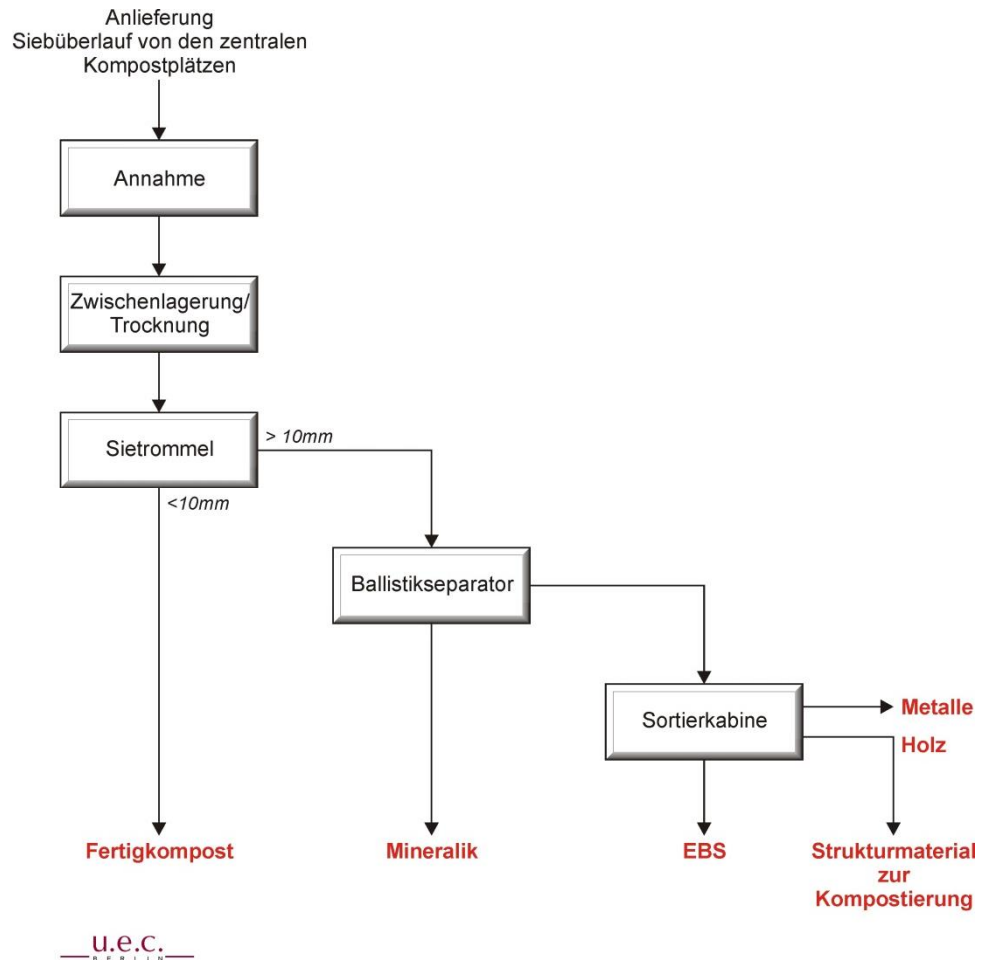 Anlieferung
Siebüberlauf von den zentralen
Kompostplätzen
Annahme
Zwischenlagerung/
Trocknung
Sietrommel
> 10mm
<10mm
Ballistikseparator
Sortierkabine
Metalle
Holz
Fertigkompost
Mineralik
EBS
Strukturmaterial
zur
Kompostierung
u.e.c.
BERLIN